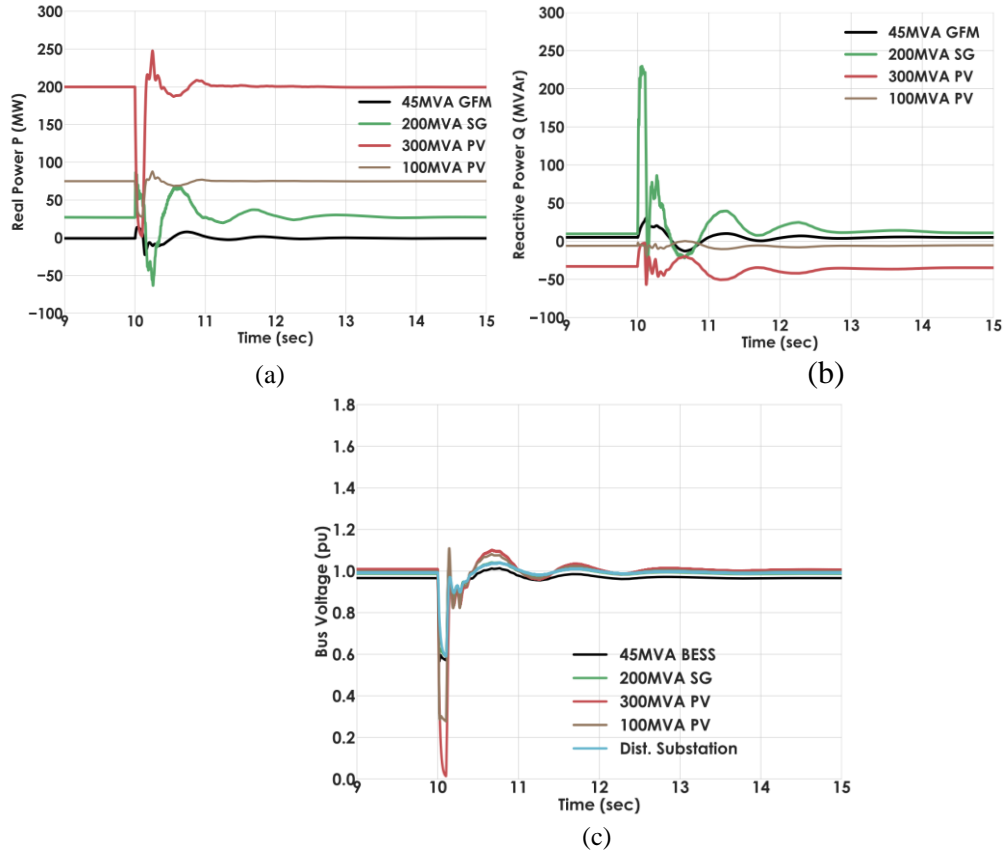 300
250
200
150
100
50
0
−50
−100
Real Power P (MW)
45MVA GFM
200MVA SG
300MVA PV
100MVA PV
9 10 11 12 13 14 15
Time (sec)
(a)
300
250
200
150
100
50
0
−50
−100
Reactive Power Q (MVAr)
45MVA GFM
200MVA SG
300MVA PV
100MVA PV
9 10 11 12 13 14 15
Time (sec)
(b)
1.8
1.6
1.4
1.2
1.0
0.8
0.6
0.4
0.2
0.0
Bus Voltage (pu)
45MVA BESS
200MVA SG
300MVA PV
100MVA PV
Dist. Substation
9 10 11 12 13 14 15
Time (sec)
(c)